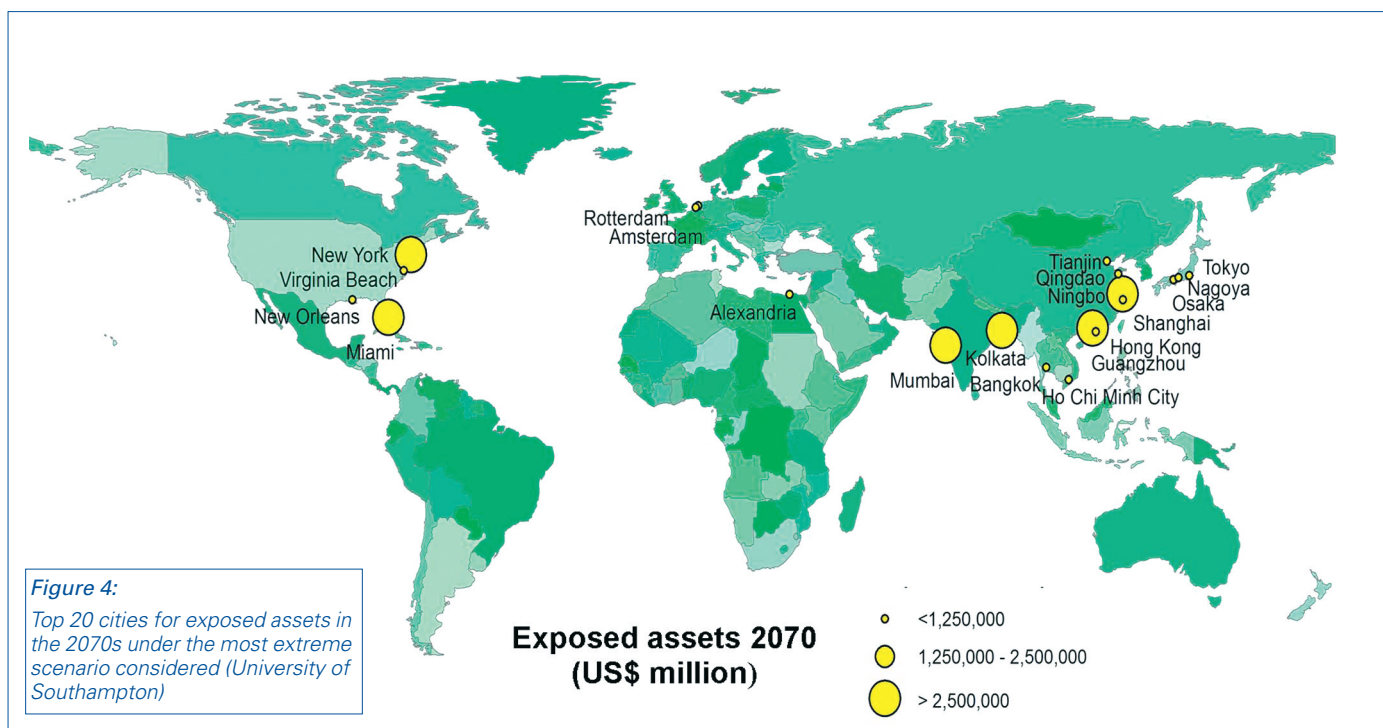 Rotterdam
Amsterdam
New York
Virginia Beach
New Orleans
Miami
Alexandria
Tianjin
Qingdao
Ningbo
Tokyo
Nagoya
Osaka
Shanghai
Hong Kong
Guangzhou
Kolkata
Mumbai
Bangkok
Ho Chi Minh City
Figure 4:
Top 20 cities for exposed assets in
the 2070s under the most extreme
scenario considered (University of
Southampton)
Exposed assets 2070
(US$ million)
<1,250,000
1,250,000 - 2,500,000
> 2,500,000